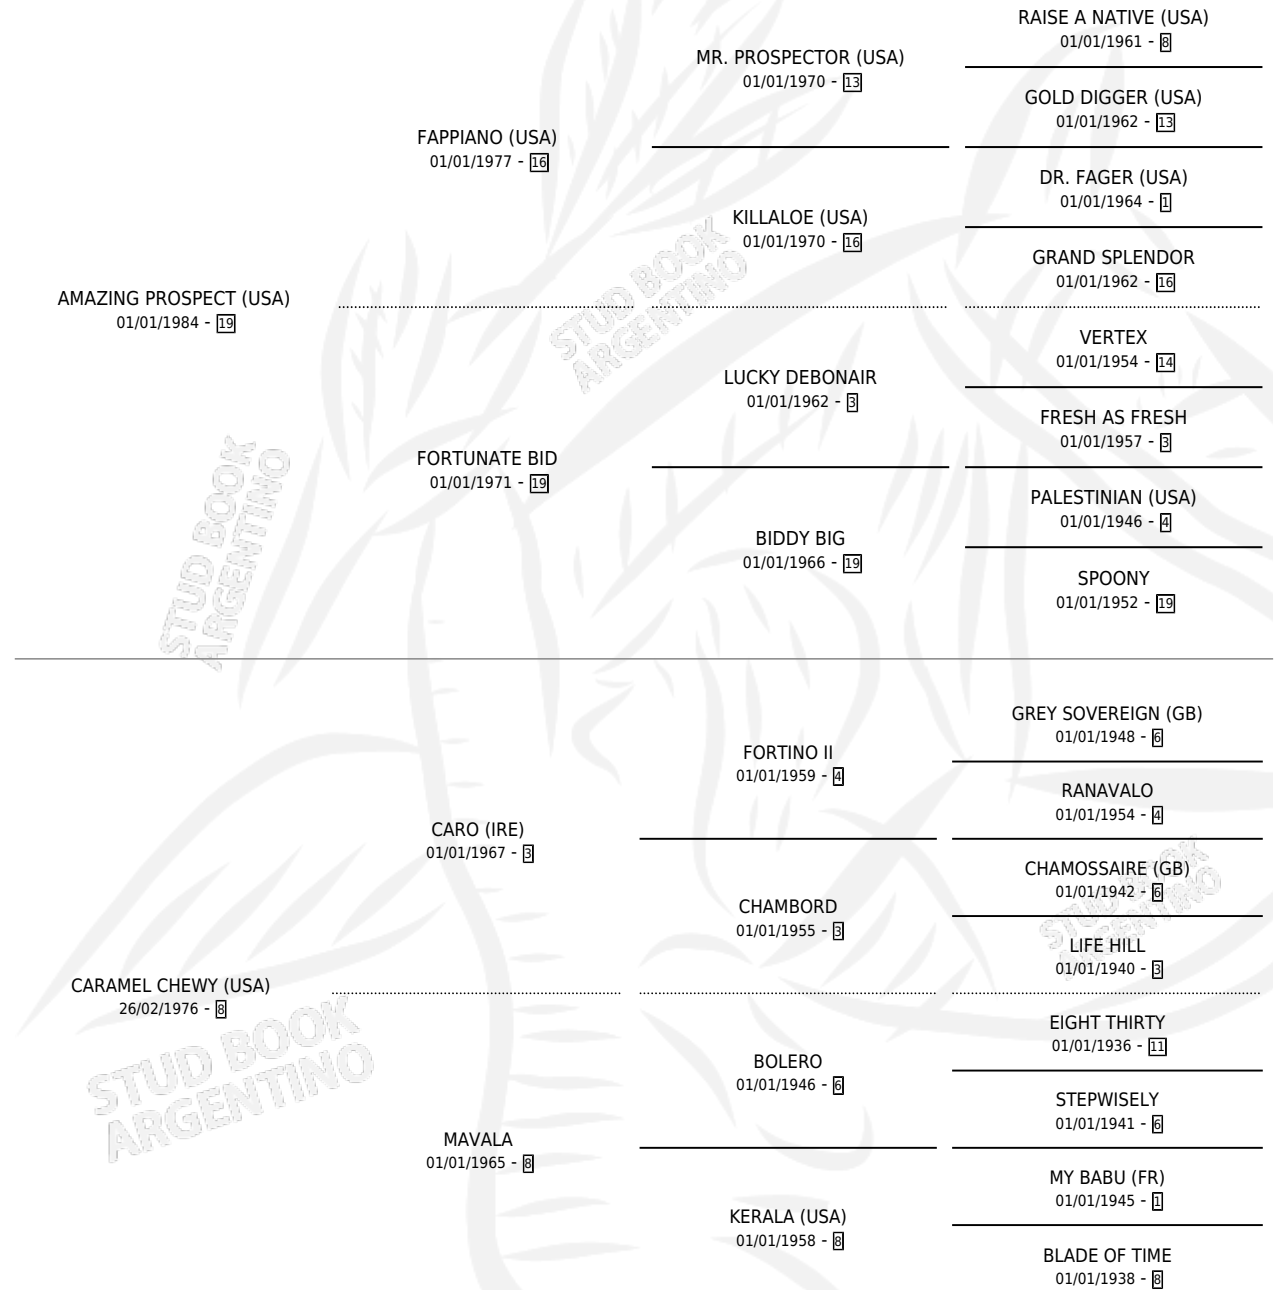 RAISE A NATIVE (USA)
01/01/1961 - 8
MR. PROSPECTOR (USA)
01/01/1970 - 13
GOLD DIGGER (USA)
01/01/1962 - 13
FAPPIANO (USA)
01/01/1977 - 16
DR. FAGER (USA)
01/01/1964 - 1
KILLALOE (USA)
01/01/1970 - 16
GRAND SPLENDOR
01/01/1962 - 16
AMAZING PROSPECT (USA)
01/01/1984 - 19
VERTEX
01/01/1954 - 14
LUCKY DEBONAIR
01/01/1962 - 3
FRESH AS FRESH
01/01/1957 - 3
FORTUNATE BID
01/01/1971 - 19
PALESTINIAN (USA)
01/01/1946 - 4
BIDDY BIG
01/01/1966 - 19
SPOONY
01/01/1952 - 19
GREY SOVEREIGN (GB)
01/01/1948 - 6
FORTINO II
01/01/1959 - 4
RANAVALO
01/01/1954 - 4
CARO (IRE)
01/01/1967 - 3
CHAMOSSAIRE (GB)
01/01/1942 - 6
CHAMBORD
01/01/1955 - 3
LIFE HILL
01/01/1940 - 3
CARAMEL CHEWY (USA)
26/02/1976 - 8
EIGHT THIRTY
01/01/1936 - 11
BOLERO
01/01/1946 - 6
STEPWISELY
01/01/1941 - 6
MAVALA
01/01/1965 - 8
MY BABU (FR)
01/01/1945 - 1
KERALA (USA)
01/01/1958 - 8
BLADE OF TIME
01/01/1938 - 8
STUD BOOK
ARGENTINO
STUD BOOK
ARGENTINO
STUD BOOK
ARGENTINO
STUD BOOK
ARGENTINO